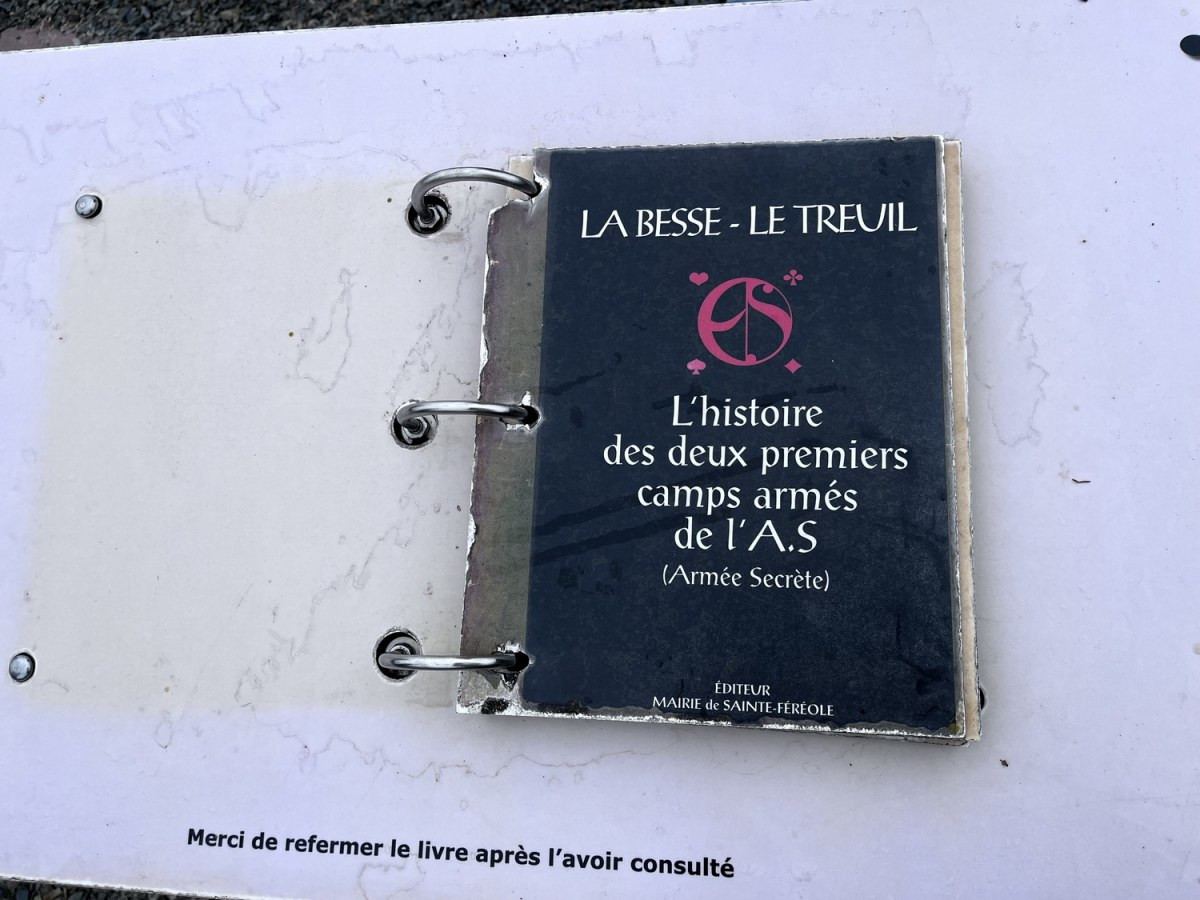 LA BESSE - LE TREUIL
ES
L'histoire
des deux premiers
camps armés
de l'A.S
(Armée Secrète)
ÉDITEUR
MAIRIE de SAINTE-FÉRÉOLE
Merci de refermer le livre après l'avoir consulté